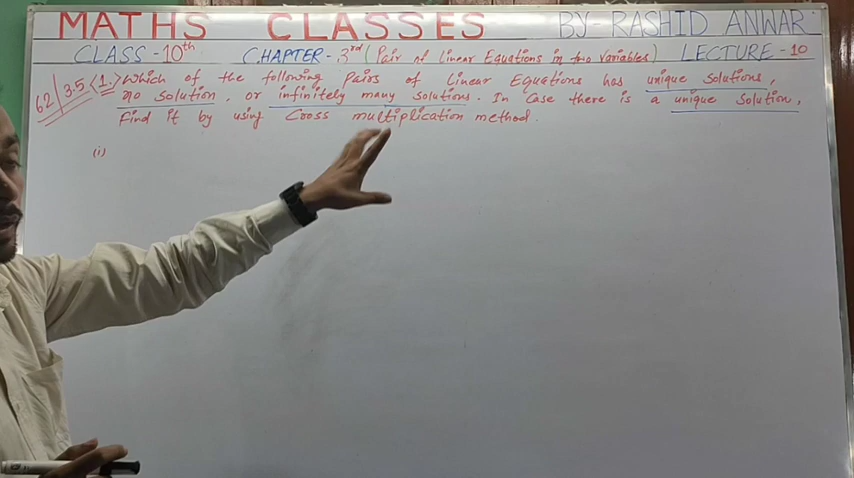 MATHS CLASSES BY- RASHID ANWAR
CLASS - 10th CHAPTER - 3rd (Pair of Linear Equations in two Variables) LECTURE - 10
62 3.5 <1.> Which of the following Pairs of Linear Equations has unique solutions,
no solution, or infinitely many solutions. In Case there is a unique Solution,
Find it by using Cross multiplication method.
(i)